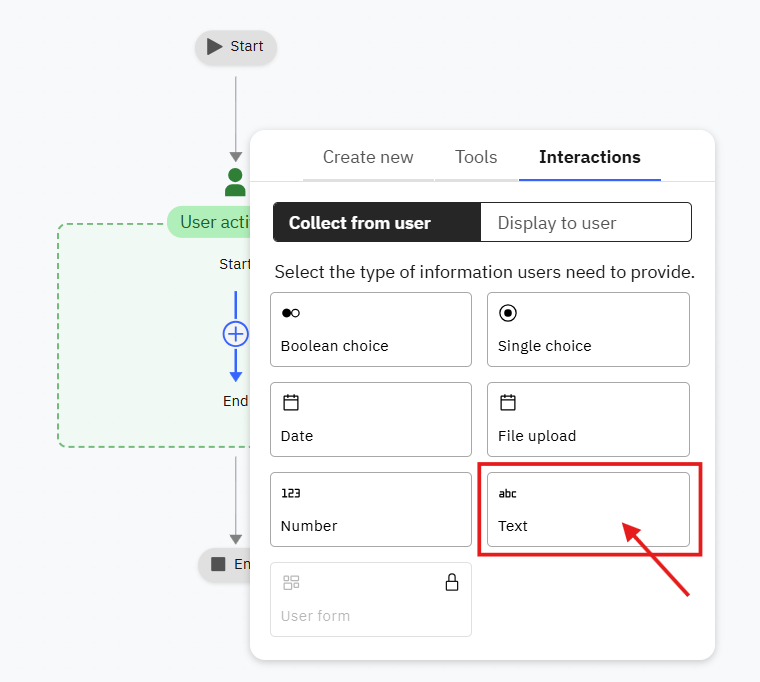 Start
Create new
Tools
Interactions
User acti
Collect from user
Display to user
Start
Select the type of information users need to provide.
Boolean choice
Single choice
End
Date
File upload
123
abc
Number
Text
En
User form